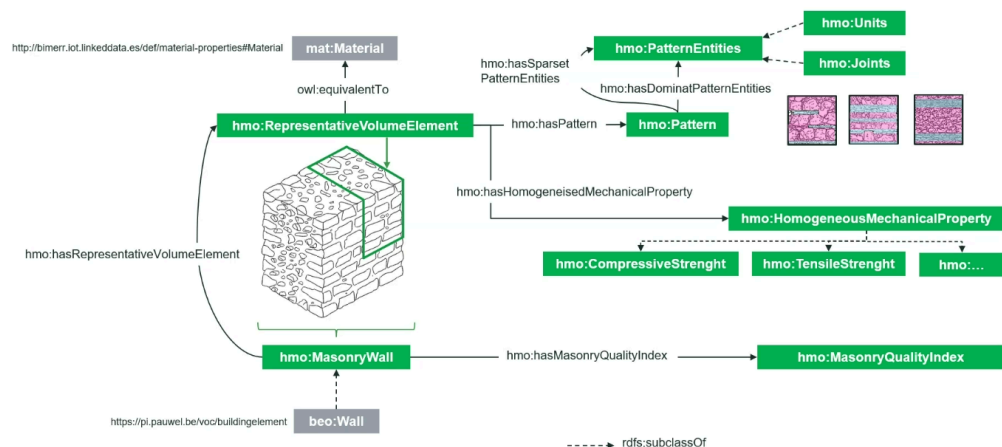 hmo:Units
http://bimerr.iot.linkeddata.es/def/material-properties#Material
mat:Material
hmo:hasSparset
PatternEntities
hmo:PatternEntities
hmo:Joints
owl:equivalentTo
hmo:hasDominatPatternEntities
hmo:RepresentativeVolumeElement
hmo:hasPattern
hmo:Pattern
hmo:hasHomogeneisedMechanicalProperty
hmo:HomogeneousMechanicalProperty
hmo:hasRepresentativeVolumeElement
hmo:CompressiveStrenght
hmo:TensileStrenght
hmo:...
hmo:MasonryWall
hmo:hasMasonryQualityIndex
hmo:MasonryQualityIndex
https://pi.pauwel.be/voc/buildingelement
beo:Wall
rdfs:subclassOf